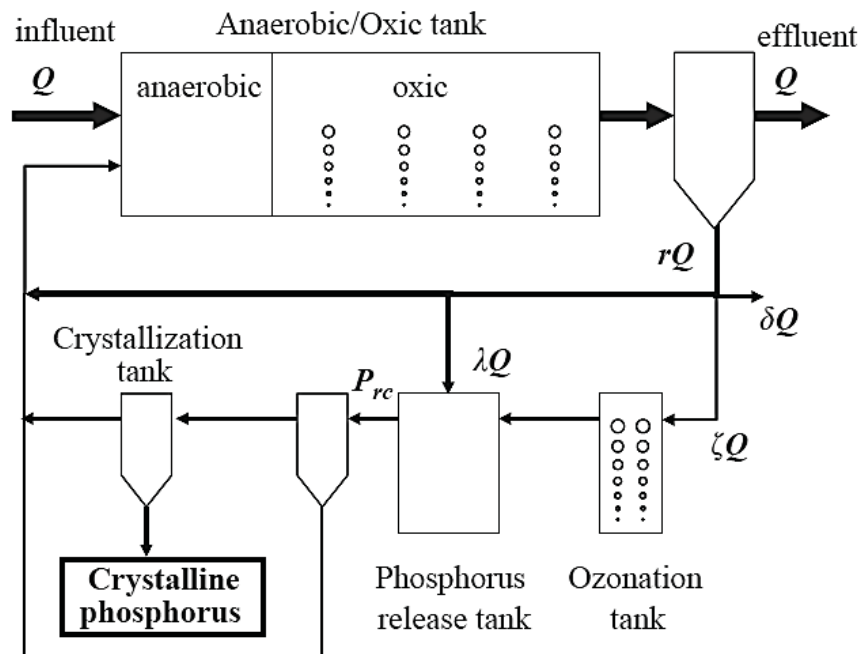 influent
Anaerobic/Oxic tank
effluent
Q
Q
anaerobic
oxic
rQ
δQ
Crystallization
tank
λQ
P_rc
ζQ
Crystalline
phosphorus
Phosphorus
release tank
Ozonation
tank